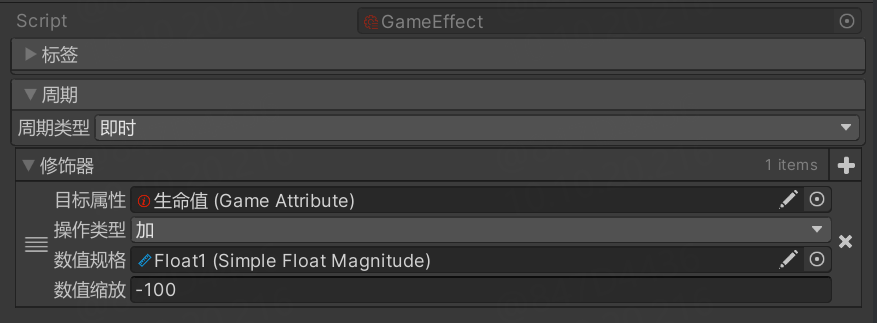 Script GameEffect
标签
周期
周期类型 即时
修饰器 1 items
目标属性 生命值 (Game Attribute)
操作类型 加
数值规格 Float1 (Simple Float Magnitude)
数值缩放 -100